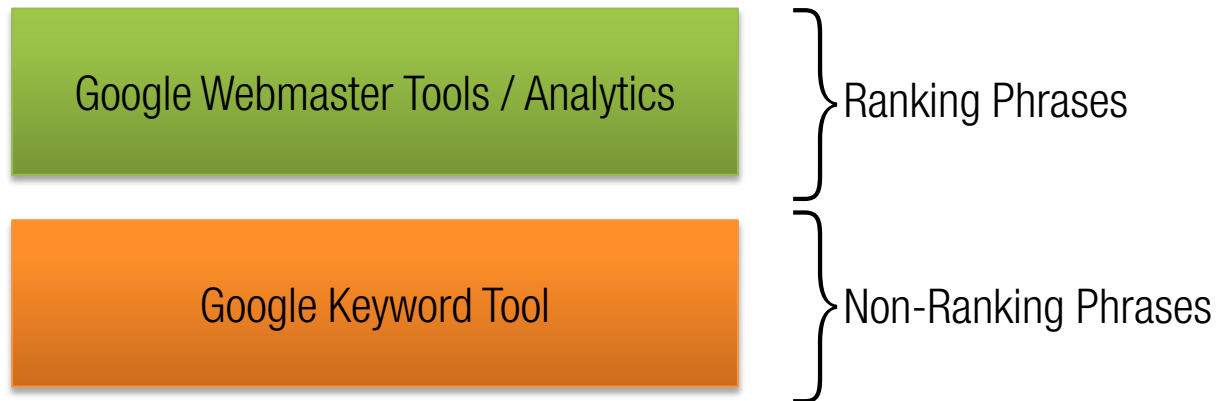 Google Webmaster Tools / Analytics
Ranking Phrases
Google Keyword Tool
Non-Ranking Phrases